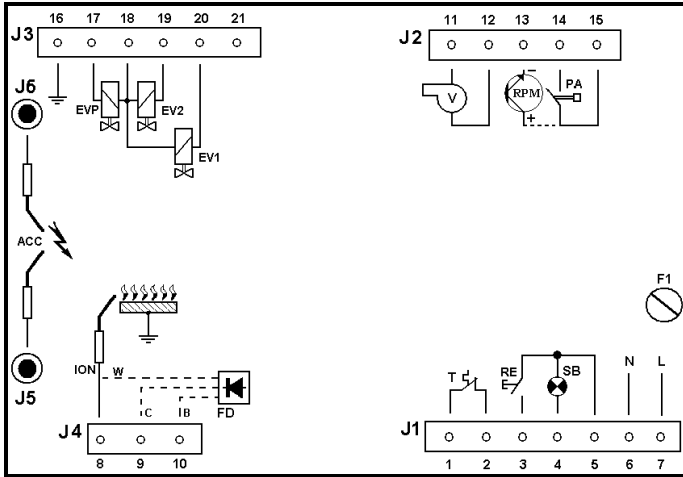 16 17 18 19 20 21
J3
11 12 13 14 15
J2
J6
EVP
EV2
EV1
V
−
RPM
+
PA
ACC
F1
ION
W
C
B
FD
J5
T
RE
SB
N
L
J4
8 9 10
J1
1 2 3 4 5 6 7